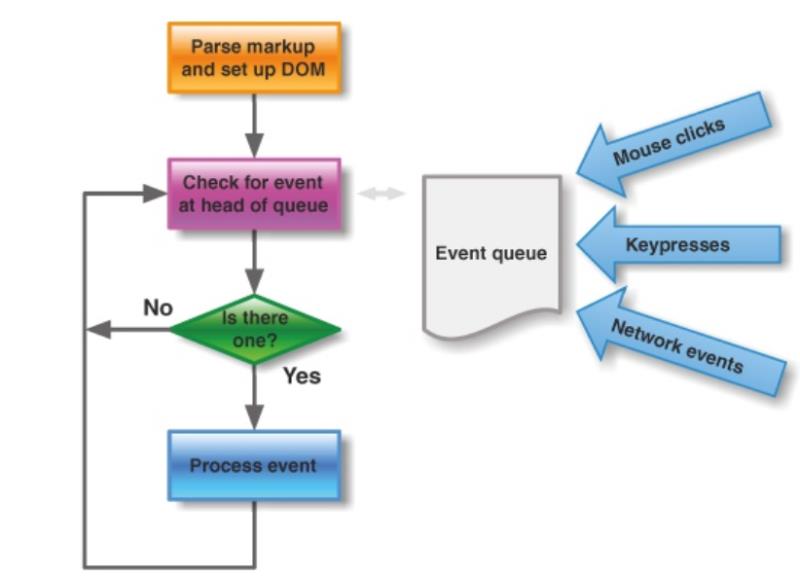 Parse markup
and set up DOM
Check for event
at head of queue
Is there
one?
No
Yes
Process event
Event queue
Mouse clicks
Keypresses
Network events